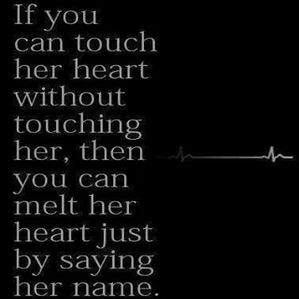 If you
can touch
her heart
without
touching
her, then
you can
melt her
heart just
by saying
her name.